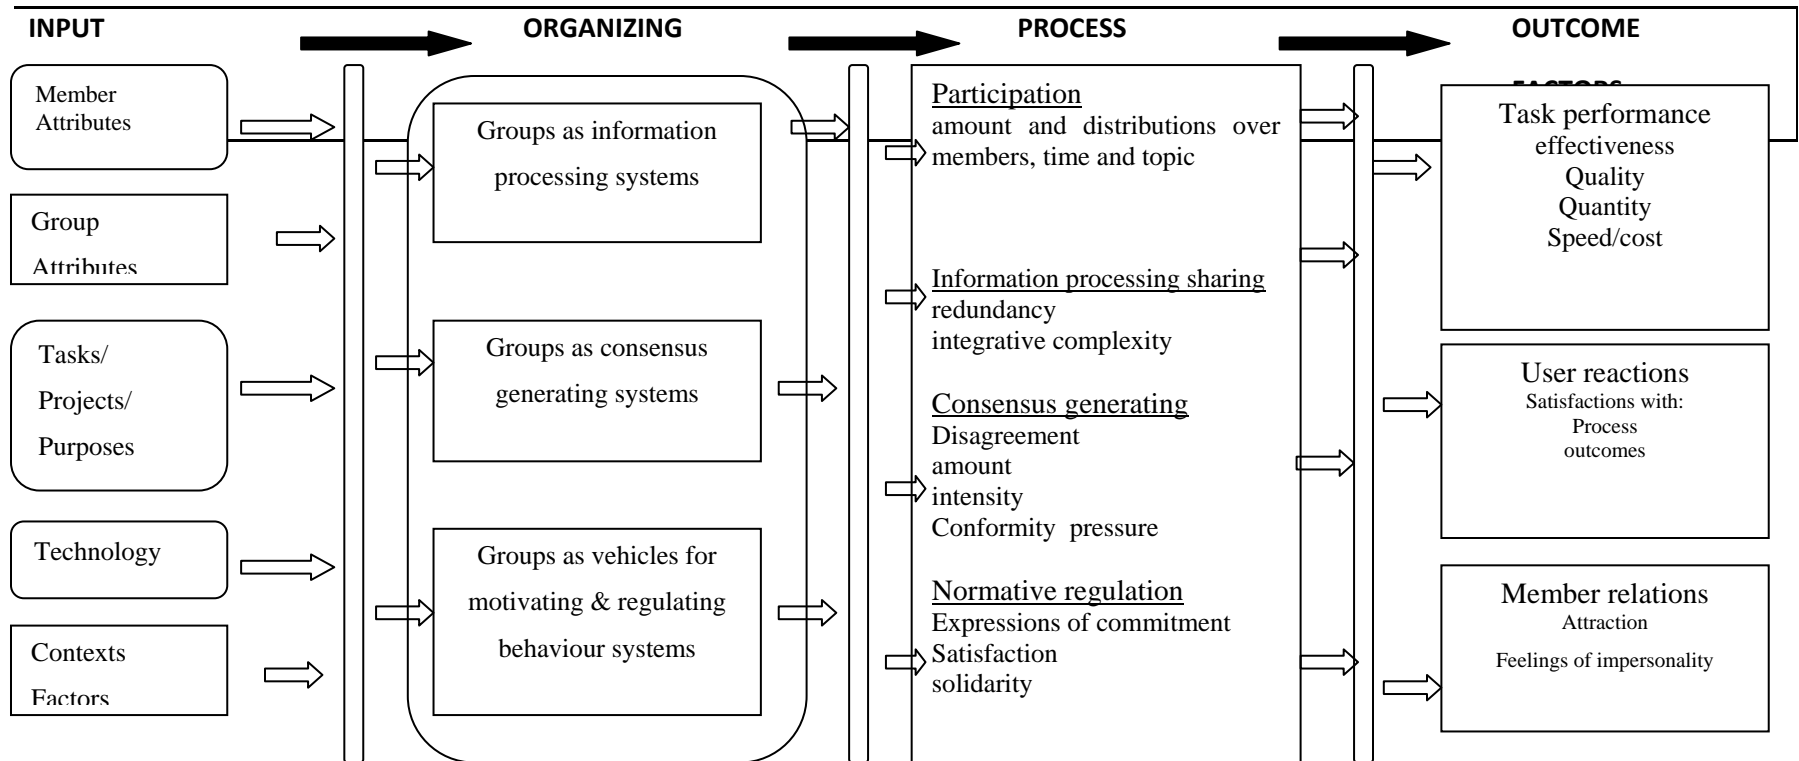 INPUT
ORGANIZING
PROCESS
OUTCOME
FACTORS
Member
Attributes
Group
Attributes
Tasks/
Projects/
Purposes
Technology
Contexts
Factors
Groups as information
processing systems
Groups as consensus
generating systems
Groups as vehicles for
motivating & regulating
behaviour systems
Participation
amount and distributions over
members, time and topic
Information processing sharing
redundancy
integrative complexity
Consensus generating
Disagreement
amount
intensity
Conformity pressure
Normative regulation
Expressions of commitment
Satisfaction
solidarity
Task performance
effectiveness
Quality
Quantity
Speed/cost
User reactions
Satisfactions with:
Process
outcomes
Member relations
Attraction
Feelings of impersonality